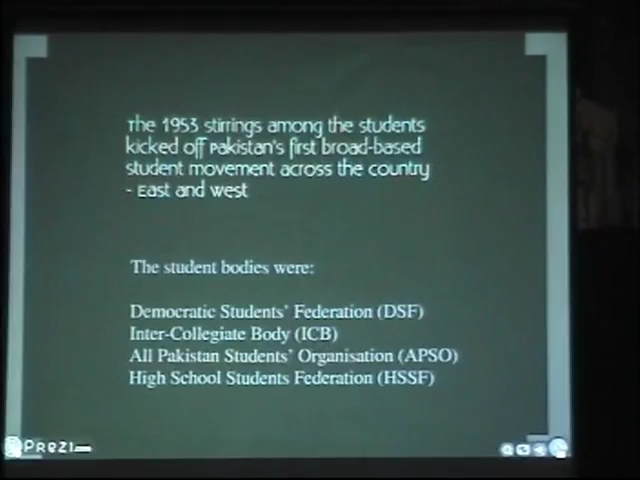 The 1953 stirrings among the students
kicked off Pakistan's first broad-based
student movement across the country
- East and West
The student bodies were:
Democratic Students' Federation (DSF)
Inter-Collegiate Body (ICB)
All Pakistan Students' Organisation (APSO)
High School Students Federation (HSSF)
Prezi